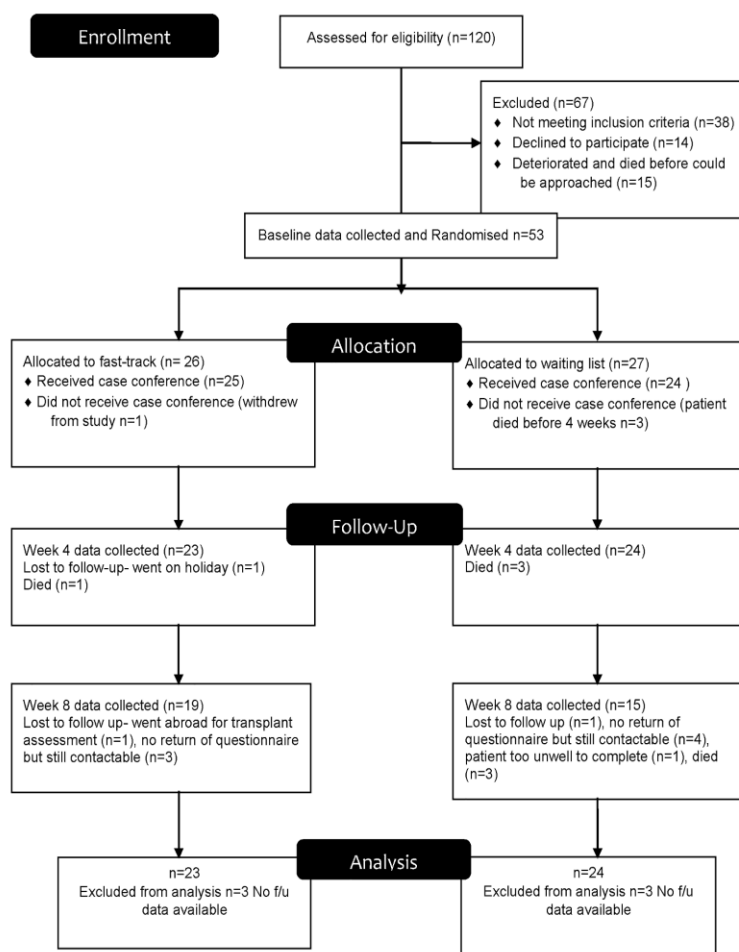 Enrollment
Assessed for eligibility (n=120)
Excluded (n=67)
♦ Not meeting inclusion criteria (n=38)
♦ Declined to participate (n=14)
♦ Deteriorated and died before could
be approached (n=15)
Baseline data collected and Randomised n=53
Allocation
Allocated to fast-track (n= 26)
♦ Received case conference (n=25)
♦ Did not receive case conference (withdrew
from study n=1)
Allocated to waiting list (n=27)
♦ Received case conference (n=24 )
♦ Did not receive case conference (patient
died before 4 weeks n=3)
Follow-Up
Week 4 data collected (n=23)
Lost to follow-up- went on holiday (n=1)
Died (n=1)
Week 4 data collected (n=24)
Died (n=3)
Week 8 data collected (n=19)
Lost to follow up- went abroad for transplant
assessment (n=1), no return of questionnaire
but still contactable (n=3)
Week 8 data collected (n=15)
Lost to follow up (n=1), no return of
questionnaire but still contactable (n=4),
patient too unwell to complete (n=1), died
(n=3)
Analysis
n=23
Excluded from analysis n=3 No f/u
data available
n=24
Excluded from analysis n=3 No f/u
data available